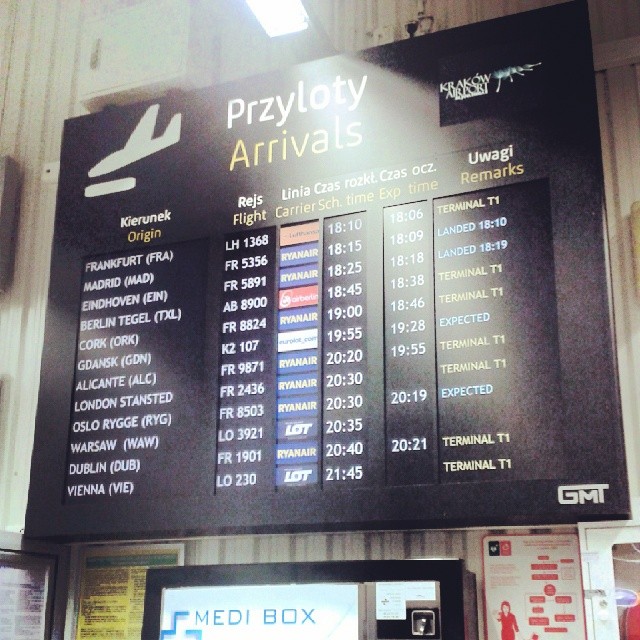 Przyloty
Arrivals
KRAKÓW
AIRPORT
Kierunek Rejs Linia Czas rozkł. Czas ocz. Uwagi
Origin Flight Carrier Sch. time Exp time Remarks
FRANKFURT (FRA) LH 1368 Lufthansa 18:10 18:06 TERMINAL T1
MADRID (MAD) FR 5356 RYANAIR 18:15 18:09 LANDED 18:10
EINDHOVEN (EIN) FR 5891 RYANAIR 18:25 18:18 LANDED 18:19
BERLIN TEGEL (TXL) AB 8900 airberlin 18:45 18:38 TERMINAL T1
CORK (ORK) FR 8824 RYANAIR 19:00 18:46 TERMINAL T1
GDANSK (GDN) K2 107 eurolot.com 19:55 19:28 EXPECTED
ALICANTE (ALC) FR 9871 RYANAIR 20:20 19:55 TERMINAL T1
LONDON STANSTED FR 2436 RYANAIR 20:30 TERMINAL T1
OSLO RYGGE (RYG) FR 8503 RYANAIR 20:30 20:19 EXPECTED
WARSAW (WAW) LO 3921 LOT 20:35
DUBLIN (DUB) FR 1901 RYANAIR 20:40 20:21 TERMINAL T1
VIENNA (VIE) LO 230 LOT 21:45 TERMINAL T1
GMT
MEDI BOX